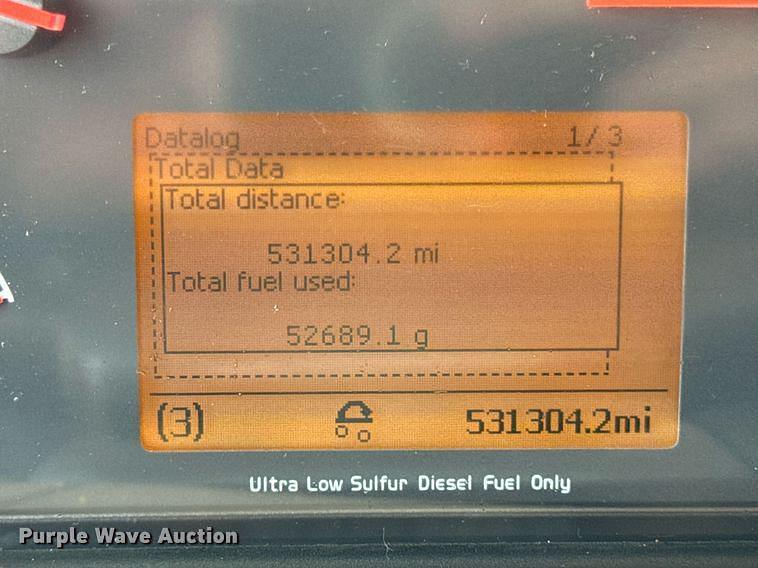 Datalog 1/3
Total Data
Total distance:
531304.2 mi
Total fuel used:
52689.1 g
(3) 531304.2mi
Ultra Low Sulfur Diesel Fuel Only
Purple Wave Auction